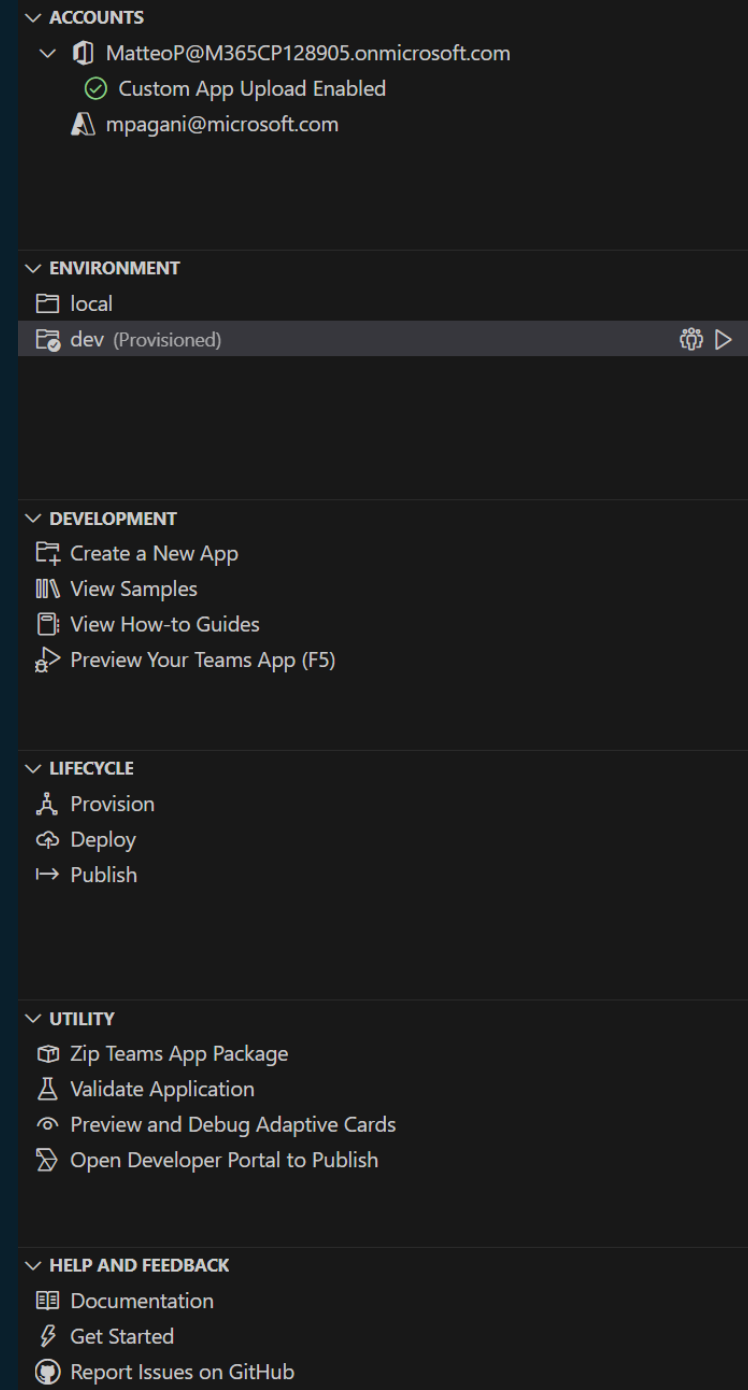 ACCOUNTS
MatteoP@M365CP128905.onmicrosoft.com
Custom App Upload Enabled
mpagani@microsoft.com
ENVIRONMENT
local
dev (Provisioned)
DEVELOPMENT
Create a New App
View Samples
View How-to Guides
Preview Your Teams App (F5)
LIFECYCLE
Provision
Deploy
Publish
UTILITY
Zip Teams App Package
Validate Application
Preview and Debug Adaptive Cards
Open Developer Portal to Publish
HELP AND FEEDBACK
Documentation
Get Started
Report Issues on GitHub